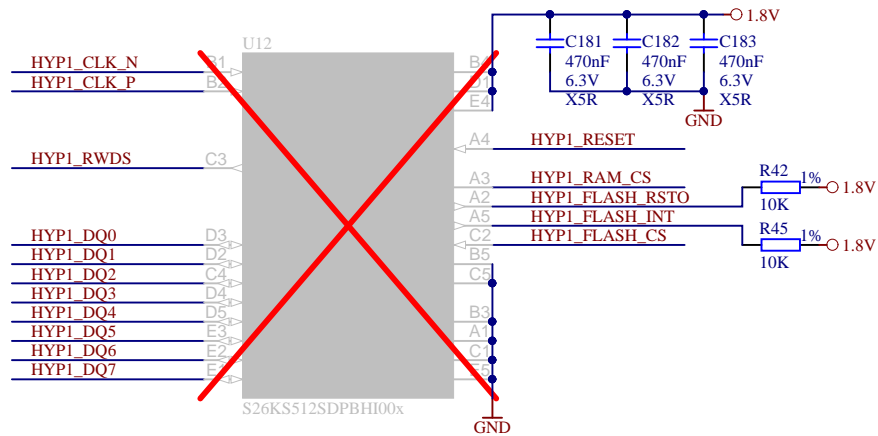 U12
1.8V
C181
470nF
6.3V
X5R
C182
470nF
6.3V
X5R
C183
470nF
6.3V
X5R
GND
HYP1_CLK_N
B1
HYP1_CLK_P
B2
HYP1_RWDS
C3
HYP1_DQ0
D3
HYP1_DQ1
D2
HYP1_DQ2
C4
HYP1_DQ3
D4
HYP1_DQ4
D5
HYP1_DQ5
E3
HYP1_DQ6
E2
HYP1_DQ7
E4
A4
HYP1_RESET
A3
HYP1_RAM_CS
A2
HYP1_FLASH_RSTO
A5
HYP1_FLASH_INT
C2
HYP1_FLASH_CS
B5
C5
B3
A1
C1
E5
R42
1%
10K
1.8V
R45
1%
10K
1.8V
GND
S26KS512SDPBHI00x